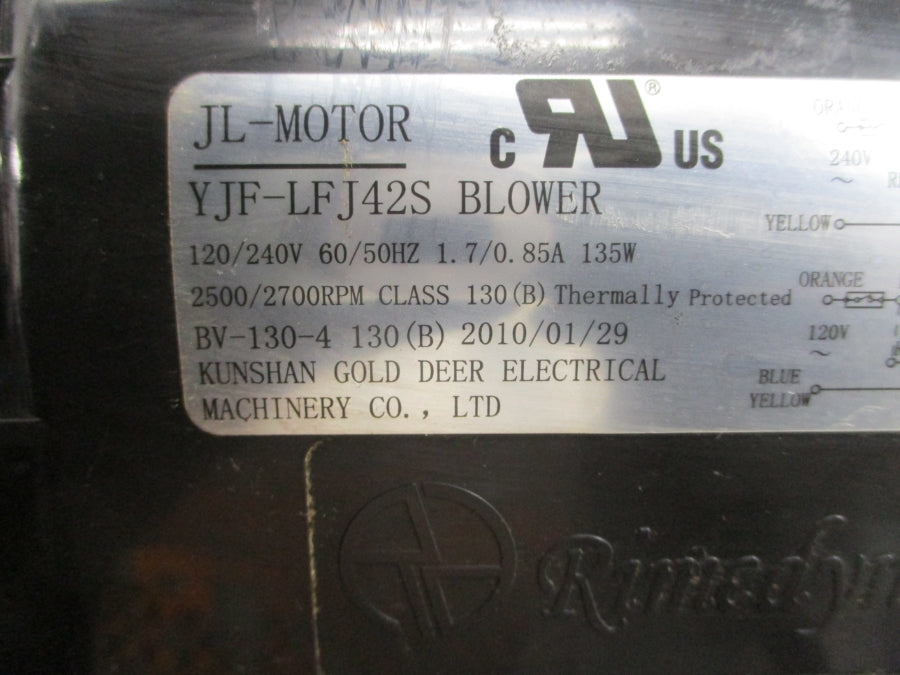 JL-MOTOR
c RU® US
YJF-LFJ42S BLOWER
120/240V 60/50HZ 1.7/0.85A 135W
2500/2700RPM CLASS 130(B) Thermally Protected
BV-130-4 130(B) 2010/01/29
KUNSHAN GOLD DEER ELECTRICAL
MACHINERY CO., LTD
240V
~
YELLOW
ORANGE
120V
~
BLUE
YELLOW